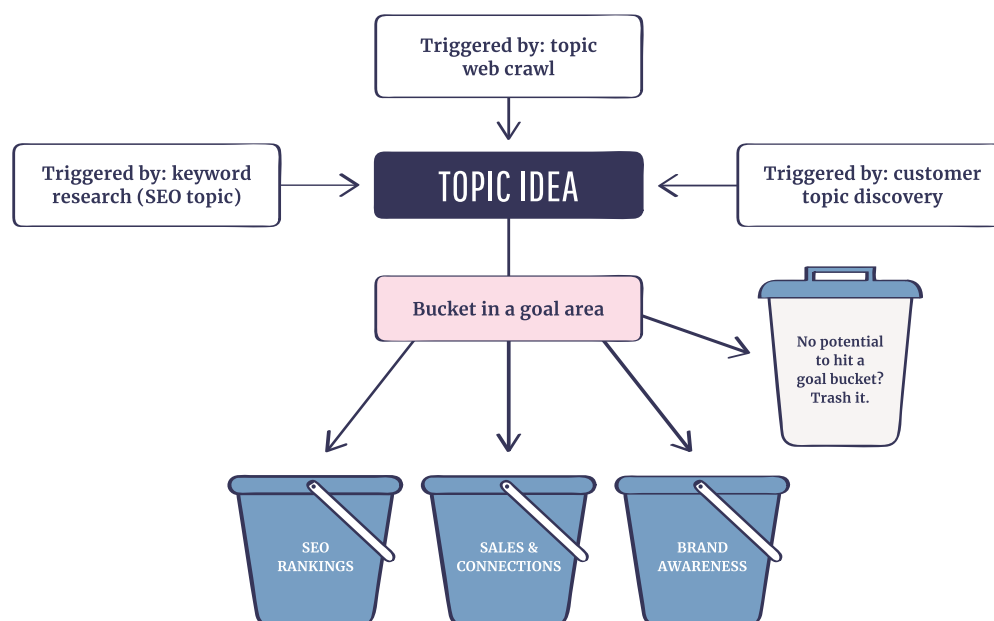 Triggered by: topic
web crawl
Triggered by: keyword
research (SEO topic)
TOPIC IDEA
Triggered by: customer
topic discovery
Bucket in a goal area
No potential
to hit a
goal bucket?
Trash it.
SEO
RANKINGS
SALES &
CONNECTIONS
BRAND
AWARENESS